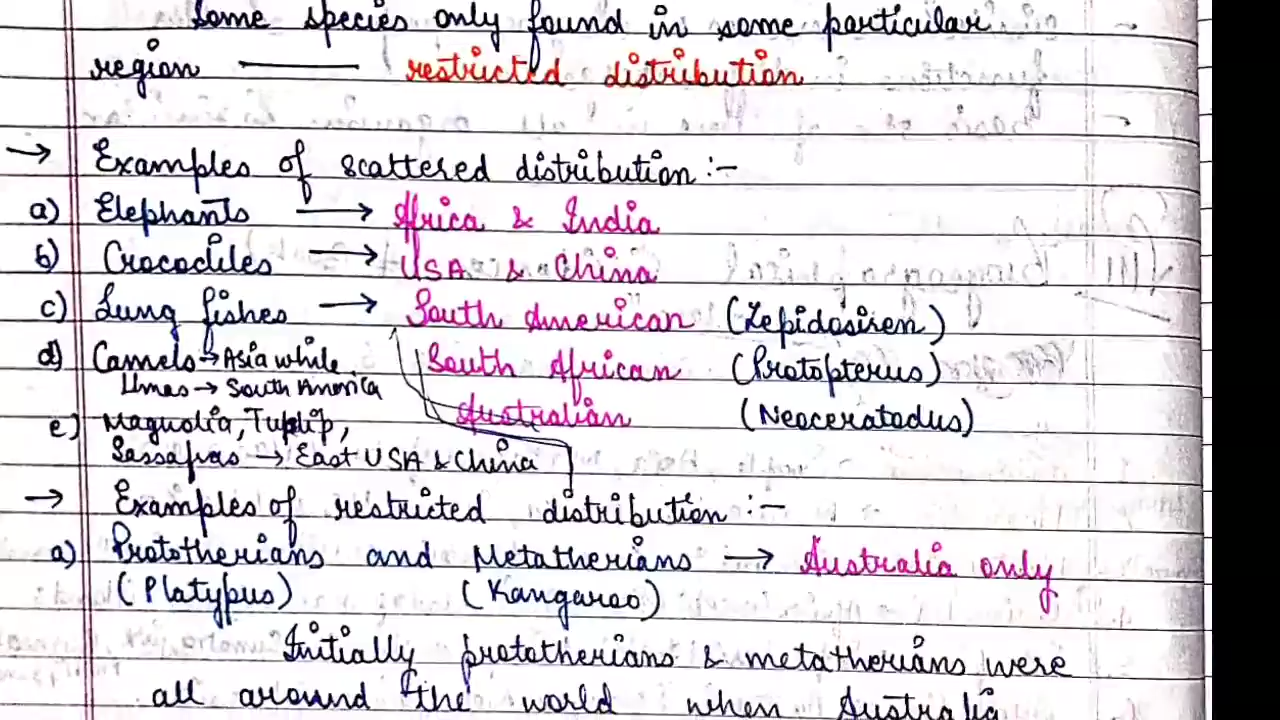 Some species only found in some particular
region —— restricted distribution
→ Examples of scattered distribution :-
a) Elephants → Africa & India
b) Crocodiles → USA & China
c) Lung fishes → South American (Lepidosiren)
South African (Protopterus)
Australian (Neoceratodus)
d) Camels → Asia while
Llmas → South America
e) Magnolia, Tuplip,
Sassafras → East USA & China
→ Examples of restricted distribution :-
a) Prototherians and Metatherians → Australia only
(Platypus) (Kangaroo)
Initially prototherians & metatherians were
all around the world when Australia